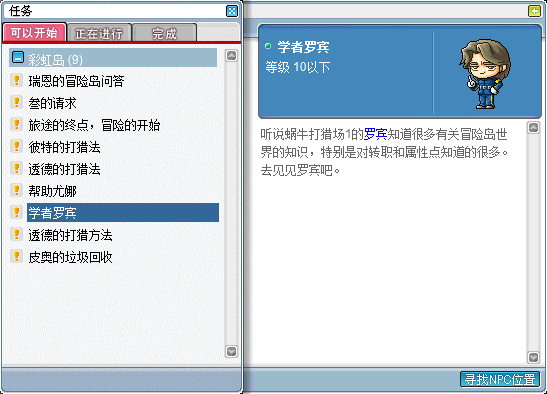 任务
可以开始 正在进行 完成
彩虹岛 (9)
瑞恩的冒险岛问答
叁的请求
旅途的终点，冒险的开始
彼特的打猎法
透德的打猎法
帮助尤娜
学者罗宾
透德的打猎方法
皮奥的垃圾回收
学者罗宾
等级 10以下
听说蜗牛打猎场1的罗宾知道很多有关冒险岛世
界的知识，特别是对转职和属性点知道的很多。
去见见罗宾吧。
寻找NPC位置